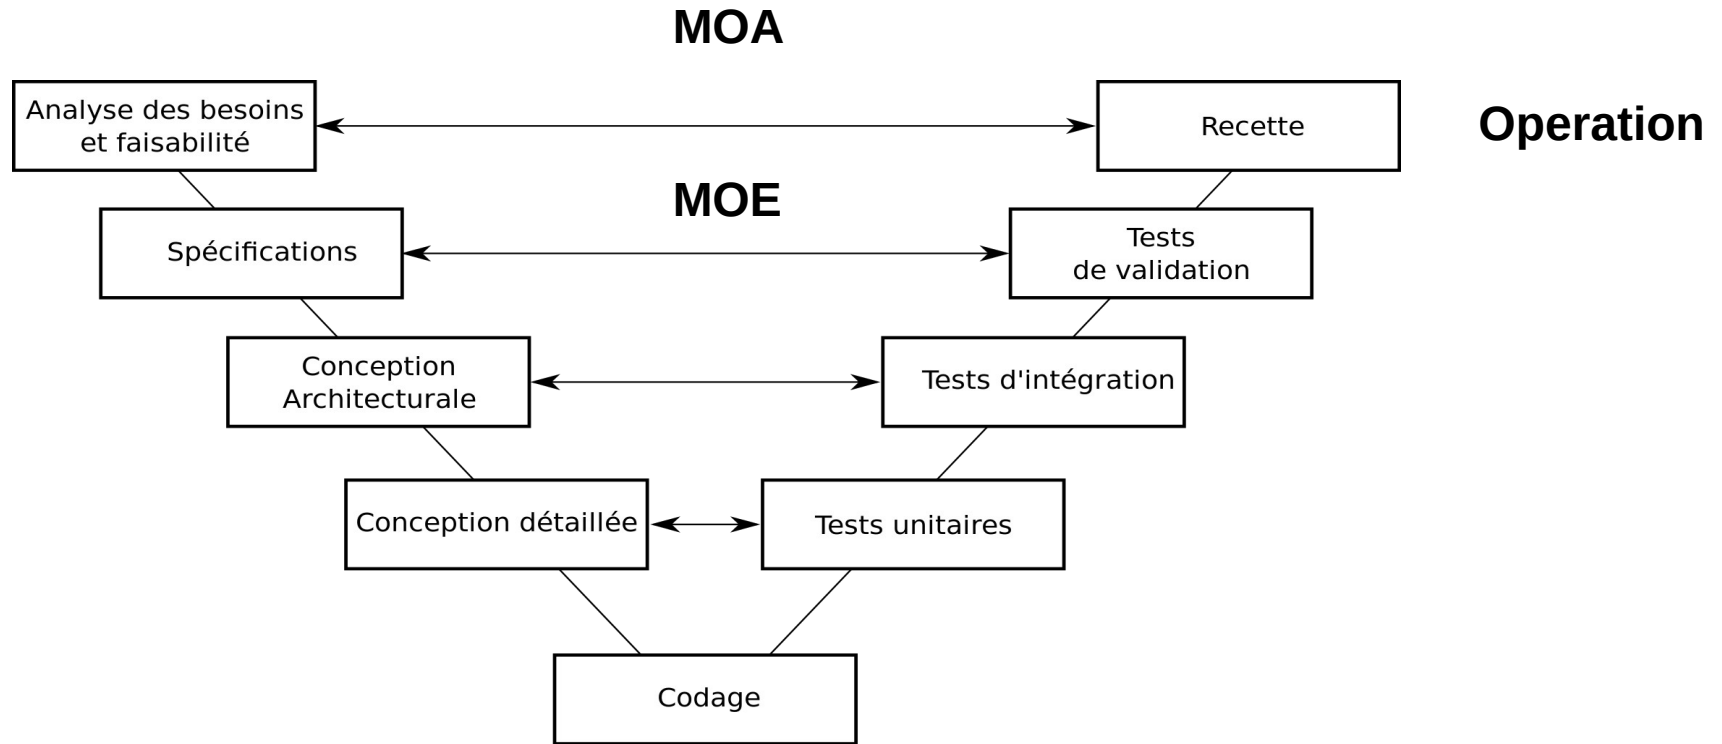 MOA
Analyse des besoins
et faisabilité
Recette
Operation
MOE
Spécifications
Tests
de validation
Conception
Architecturale
Tests d'intégration
Conception détaillée
Tests unitaires
Codage